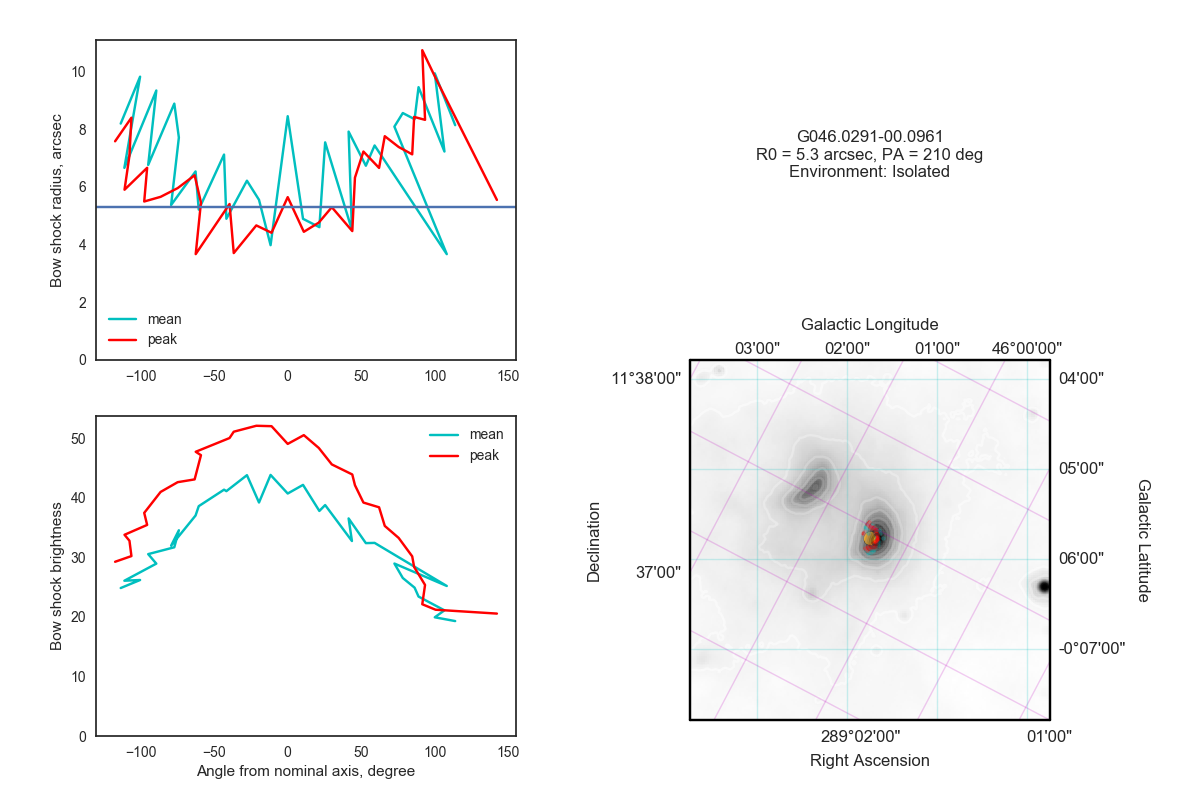 10
8
6
4
2
0
Bow shock radius, arcsec
mean
peak
−100
−50
0
50
100
150
G046.0291-00.0961
R0 = 5.3 arcsec, PA = 210 deg
Environment: Isolated
50
40
30
20
10
0
Bow shock brightness
mean
peak
−100
−50
0
50
100
150
Angle from nominal axis, degree
Galactic Longitude
03'00"
02'00"
01'00"
46°00'00"
11°38'00"
37'00"
Declination
04'00"
05'00"
06'00"
-0°07'00"
Galactic Latitude
289°02'00"
01'00"
Right Ascension